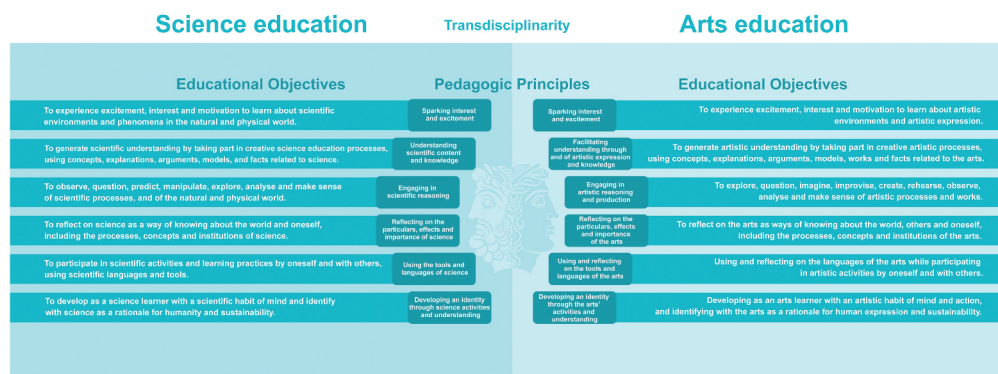 Science education
Transdisciplinarity
Arts education
Educational Objectives
Pedagogic Principles
Educational Objectives
To experience excitement, interest and motivation to learn about scientific
environments and phenomena in the natural and physical world.
Sparking interest
and excitement
Sparking interest
and excitement
To experience excitement, interest and motivation to learn about artistic
environments and artistic expression.
To generate scientific understanding by taking part in creative science education processes,
using concepts, explanations, arguments, models, and facts related to science.
Understanding
scientific content
and knowledge
Facilitating
understanding through
and of artistic expression
and knowledge
To generate artistic understanding by taking part in creative artistic processes,
using concepts, explanations, arguments, models, works and facts related to the arts.
To observe, question, predict, manipulate, explore, analyse and make sense
of scientific processes, and of the natural and physical world.
Engaging in
scientific reasoning
Engaging in
artistic reasoning
and production
To explore, question, imagine, improvise, create, rehearse, observe,
analyse and make sense of artistic processes and works.
To reflect on science as a way of knowing about the world and oneself,
including the processes, concepts and institutions of science.
Reflecting on the
particulars, effects and
importance of science
Reflecting on the
particulars, effects
and importance
of the arts
To reflect on the arts as ways of knowing about the world, others and oneself,
including the processes, concepts and institutions of the arts.
To participate in scientific activities and learning practices by oneself and with others,
using scientific languages and tools.
Using the tools and
languages of science
Using and reflecting
on the tools and
languages of the arts
Using and reflecting on the languages of the arts while participating
in artistic activities by oneself and with others.
To develop as a science learner with a scientific habit of mind and identify
with science as a rationale for humanity and sustainability.
Developing an Identity
through science activities
and understanding
Developing an identity
through the arts'
activities and
understanding
Developing as an arts learner with an artistic habit of mind and action,
and identifying with the arts as a rationale for human expression and sustainability.